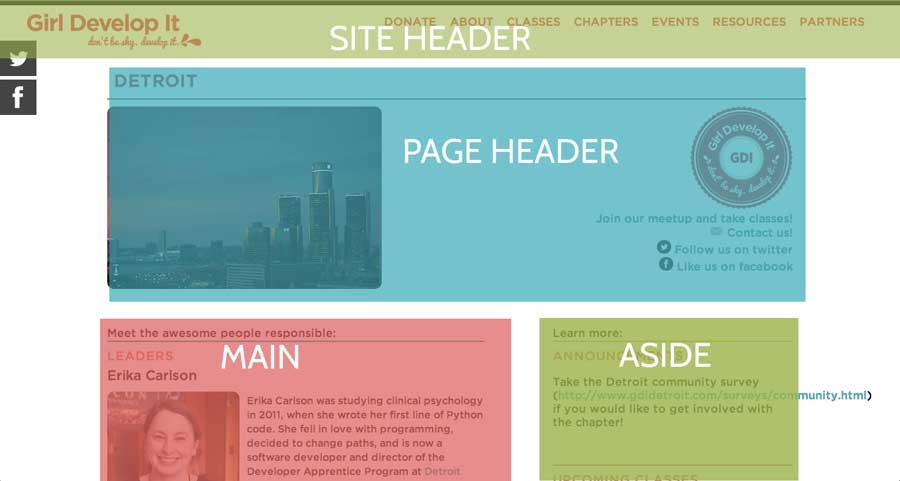 Girl Develop It
don't be shy. develop it.
DONATE ABOUT CLASSES CHAPTERS EVENTS RESOURCES PARTNERS
SITE HEADER
DETROIT
PAGE HEADER
Girl Develop It
GDI
don't be shy. develop it.
Join our meetup and take classes!
Contact us!
Follow us on twitter
Like us on facebook
Meet the awesome people responsible:
LEADERS
MAIN
Erika Carlson
Erika Carlson was studying clinical psychology
in 2011, when she wrote her first line of Python
code. She fell in love with programming,
decided to change paths, and is now a
software developer and director of the
Developer Apprentice Program at Detroit
Learn more:
ASIDE
Take the Detroit community survey
(http://www.gdidetroit.com/surveys/community.html)
if you would like to get involved with
the chapter!
UPCOMING CLASSES